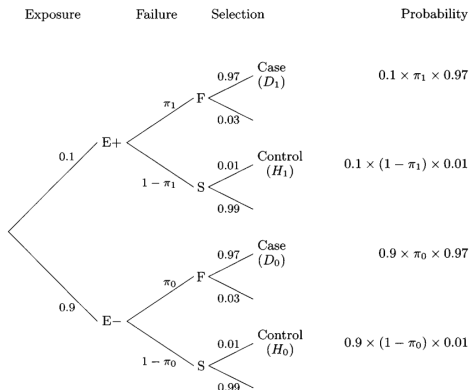 Exposure Failure Selection Probability
0.97 Case
(D₁) 0.1 × π₁ × 0.97
π₁ F
0.03
0.1 E+
0.01 Control
(H₁) 0.1 × (1 − π₁) × 0.01
1 − π₁ S
0.99
0.97 Case
(D₀) 0.9 × π₀ × 0.97
π₀ F
0.03
0.9 E−
0.01 Control
(H₀) 0.9 × (1 − π₀) × 0.01
1 − π₀ S
0.99